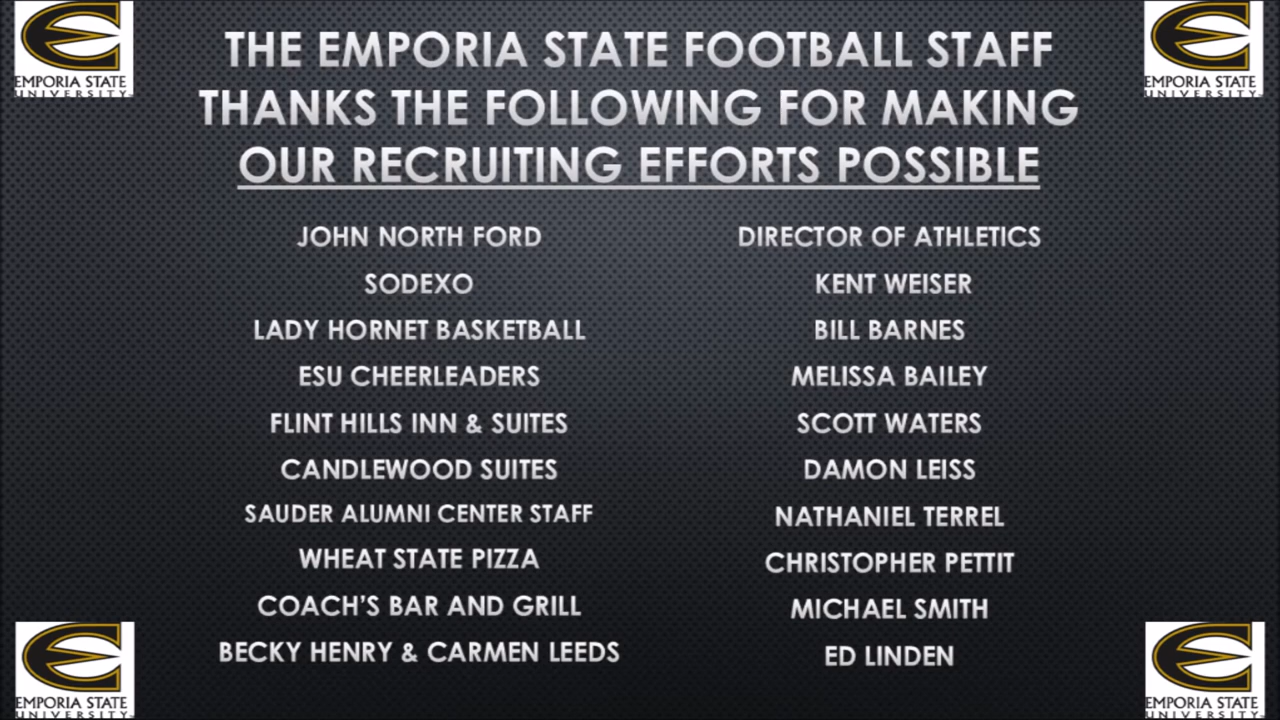 EMPORIA STATE
UNIVERSITY
EMPORIA STATE
UNIVERSITY
THE EMPORIA STATE FOOTBALL STAFF
THANKS THE FOLLOWING FOR MAKING
OUR RECRUITING EFFORTS POSSIBLE
JOHN NORTH FORD
SODEXO
LADY HORNET BASKETBALL
ESU CHEERLEADERS
FLINT HILLS INN & SUITES
CANDLEWOOD SUITES
SAUDER ALUMNI CENTER STAFF
WHEAT STATE PIZZA
COACH'S BAR AND GRILL
BECKY HENRY & CARMEN LEEDS
DIRECTOR OF ATHLETICS
KENT WEISER
BILL BARNES
MELISSA BAILEY
SCOTT WATERS
DAMON LEISS
NATHANIEL TERREL
CHRISTOPHER PETTIT
MICHAEL SMITH
ED LINDEN
EMPORIA STATE
UNIVERSITY
EMPORIA STATE
UNIVERSITY